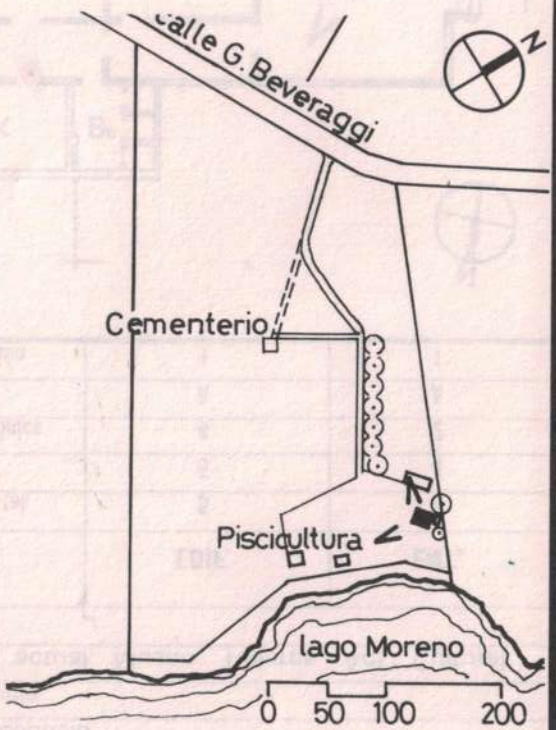 calle G. Beveraggi
N
Cementerio
Piscicultura
lago Moreno
0 50 100 200